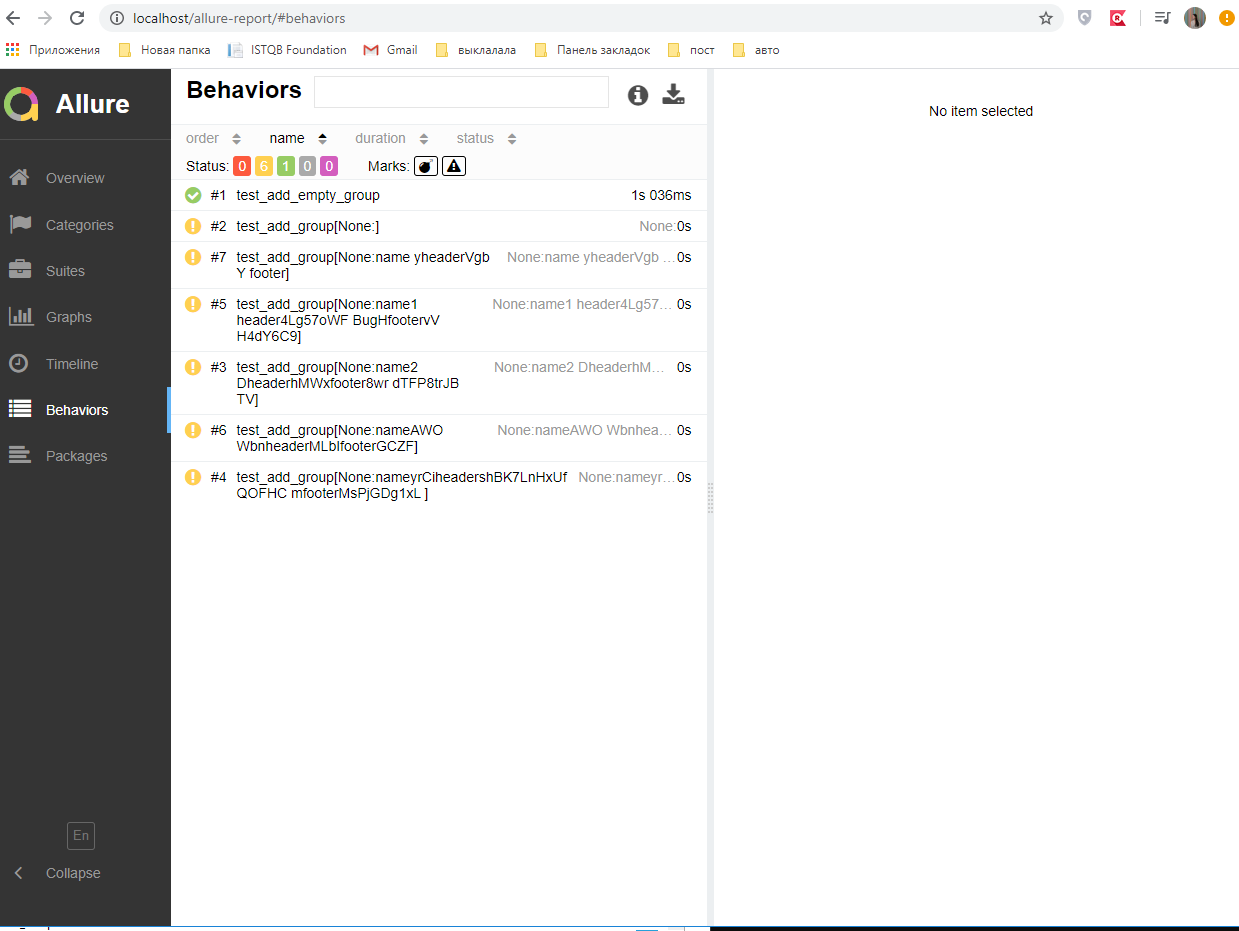 localhost/allure-report/#behaviors
Приложения Новая папка ISTQB Foundation Gmail выклалала Панель закладок пост авто
Allure
Overview
Categories
Suites
Graphs
Timeline
Behaviors
Packages
En
Collapse
Behaviors
order name duration status
Status: 0 6 1 0 0 Marks:
#1 test_add_empty_group 1s 036ms
#2 test_add_group[None:] None: 0s
#7 test_add_group[None:name yheaderVgb None:name yheaderVgb ... 0s
Y footer]
#5 test_add_group[None:name1 None:name1 header4Lg57... 0s
header4Lg57oWF BugHfootervV
H4dY6C9]
#3 test_add_group[None:name2 None:name2 DheaderhM... 0s
DheaderhMWxfooter8wr dTFP8trJB
TV]
#6 test_add_group[None:nameAWO None:nameAWO Wbnhea... 0s
WbnheaderMLbIfooterGCZF]
#4 test_add_group[None:nameyrCiheadershBK7LnHxUf None:nameyr... 0s
QOFHC mfooterMsPjGDg1xL ]
No item selected